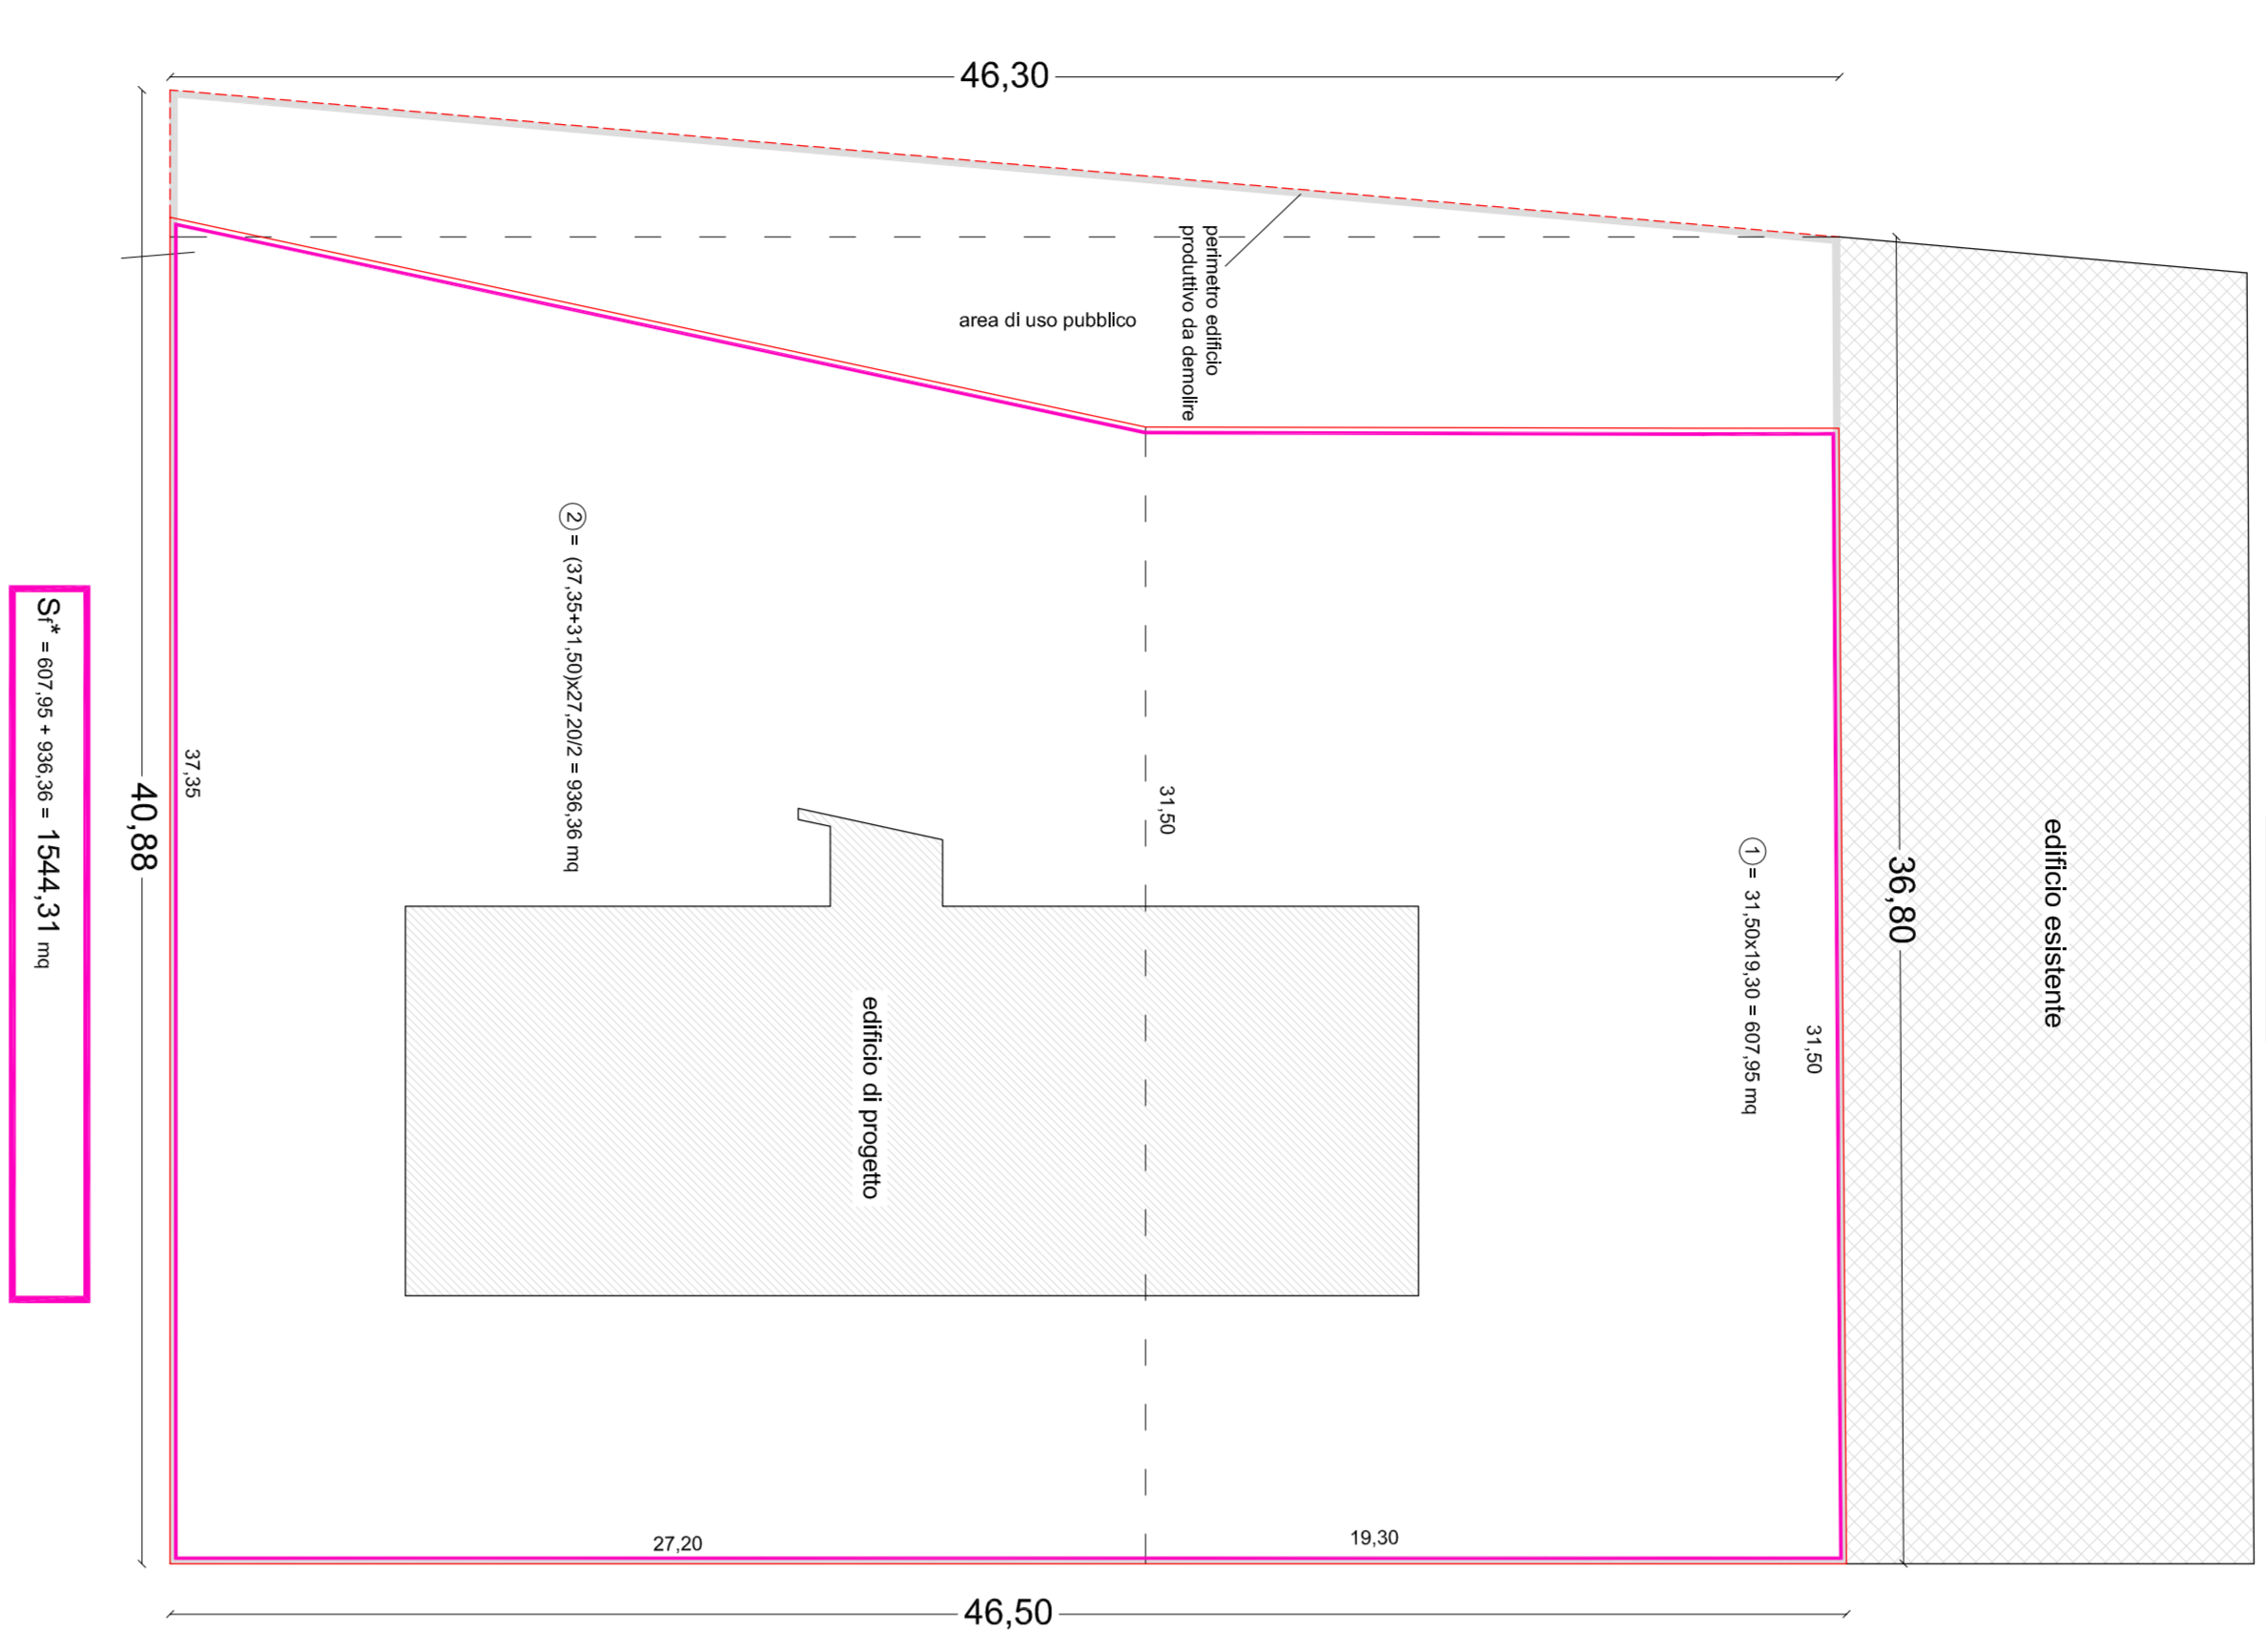 46,30
perimetro edificio
produttivo da demolire
area di uso pubblico
2 = (37,35+31,50)x27,20/2 = 936,36 mq
1 = 31,50x19,30 = 607,95 mq
31,50
31,50
37,35
40,88
36,80
edificio esistente
edificio di progetto
Sf* = 607,95 + 936,36 = 1544,31 mq
27,20
19,30
46,50